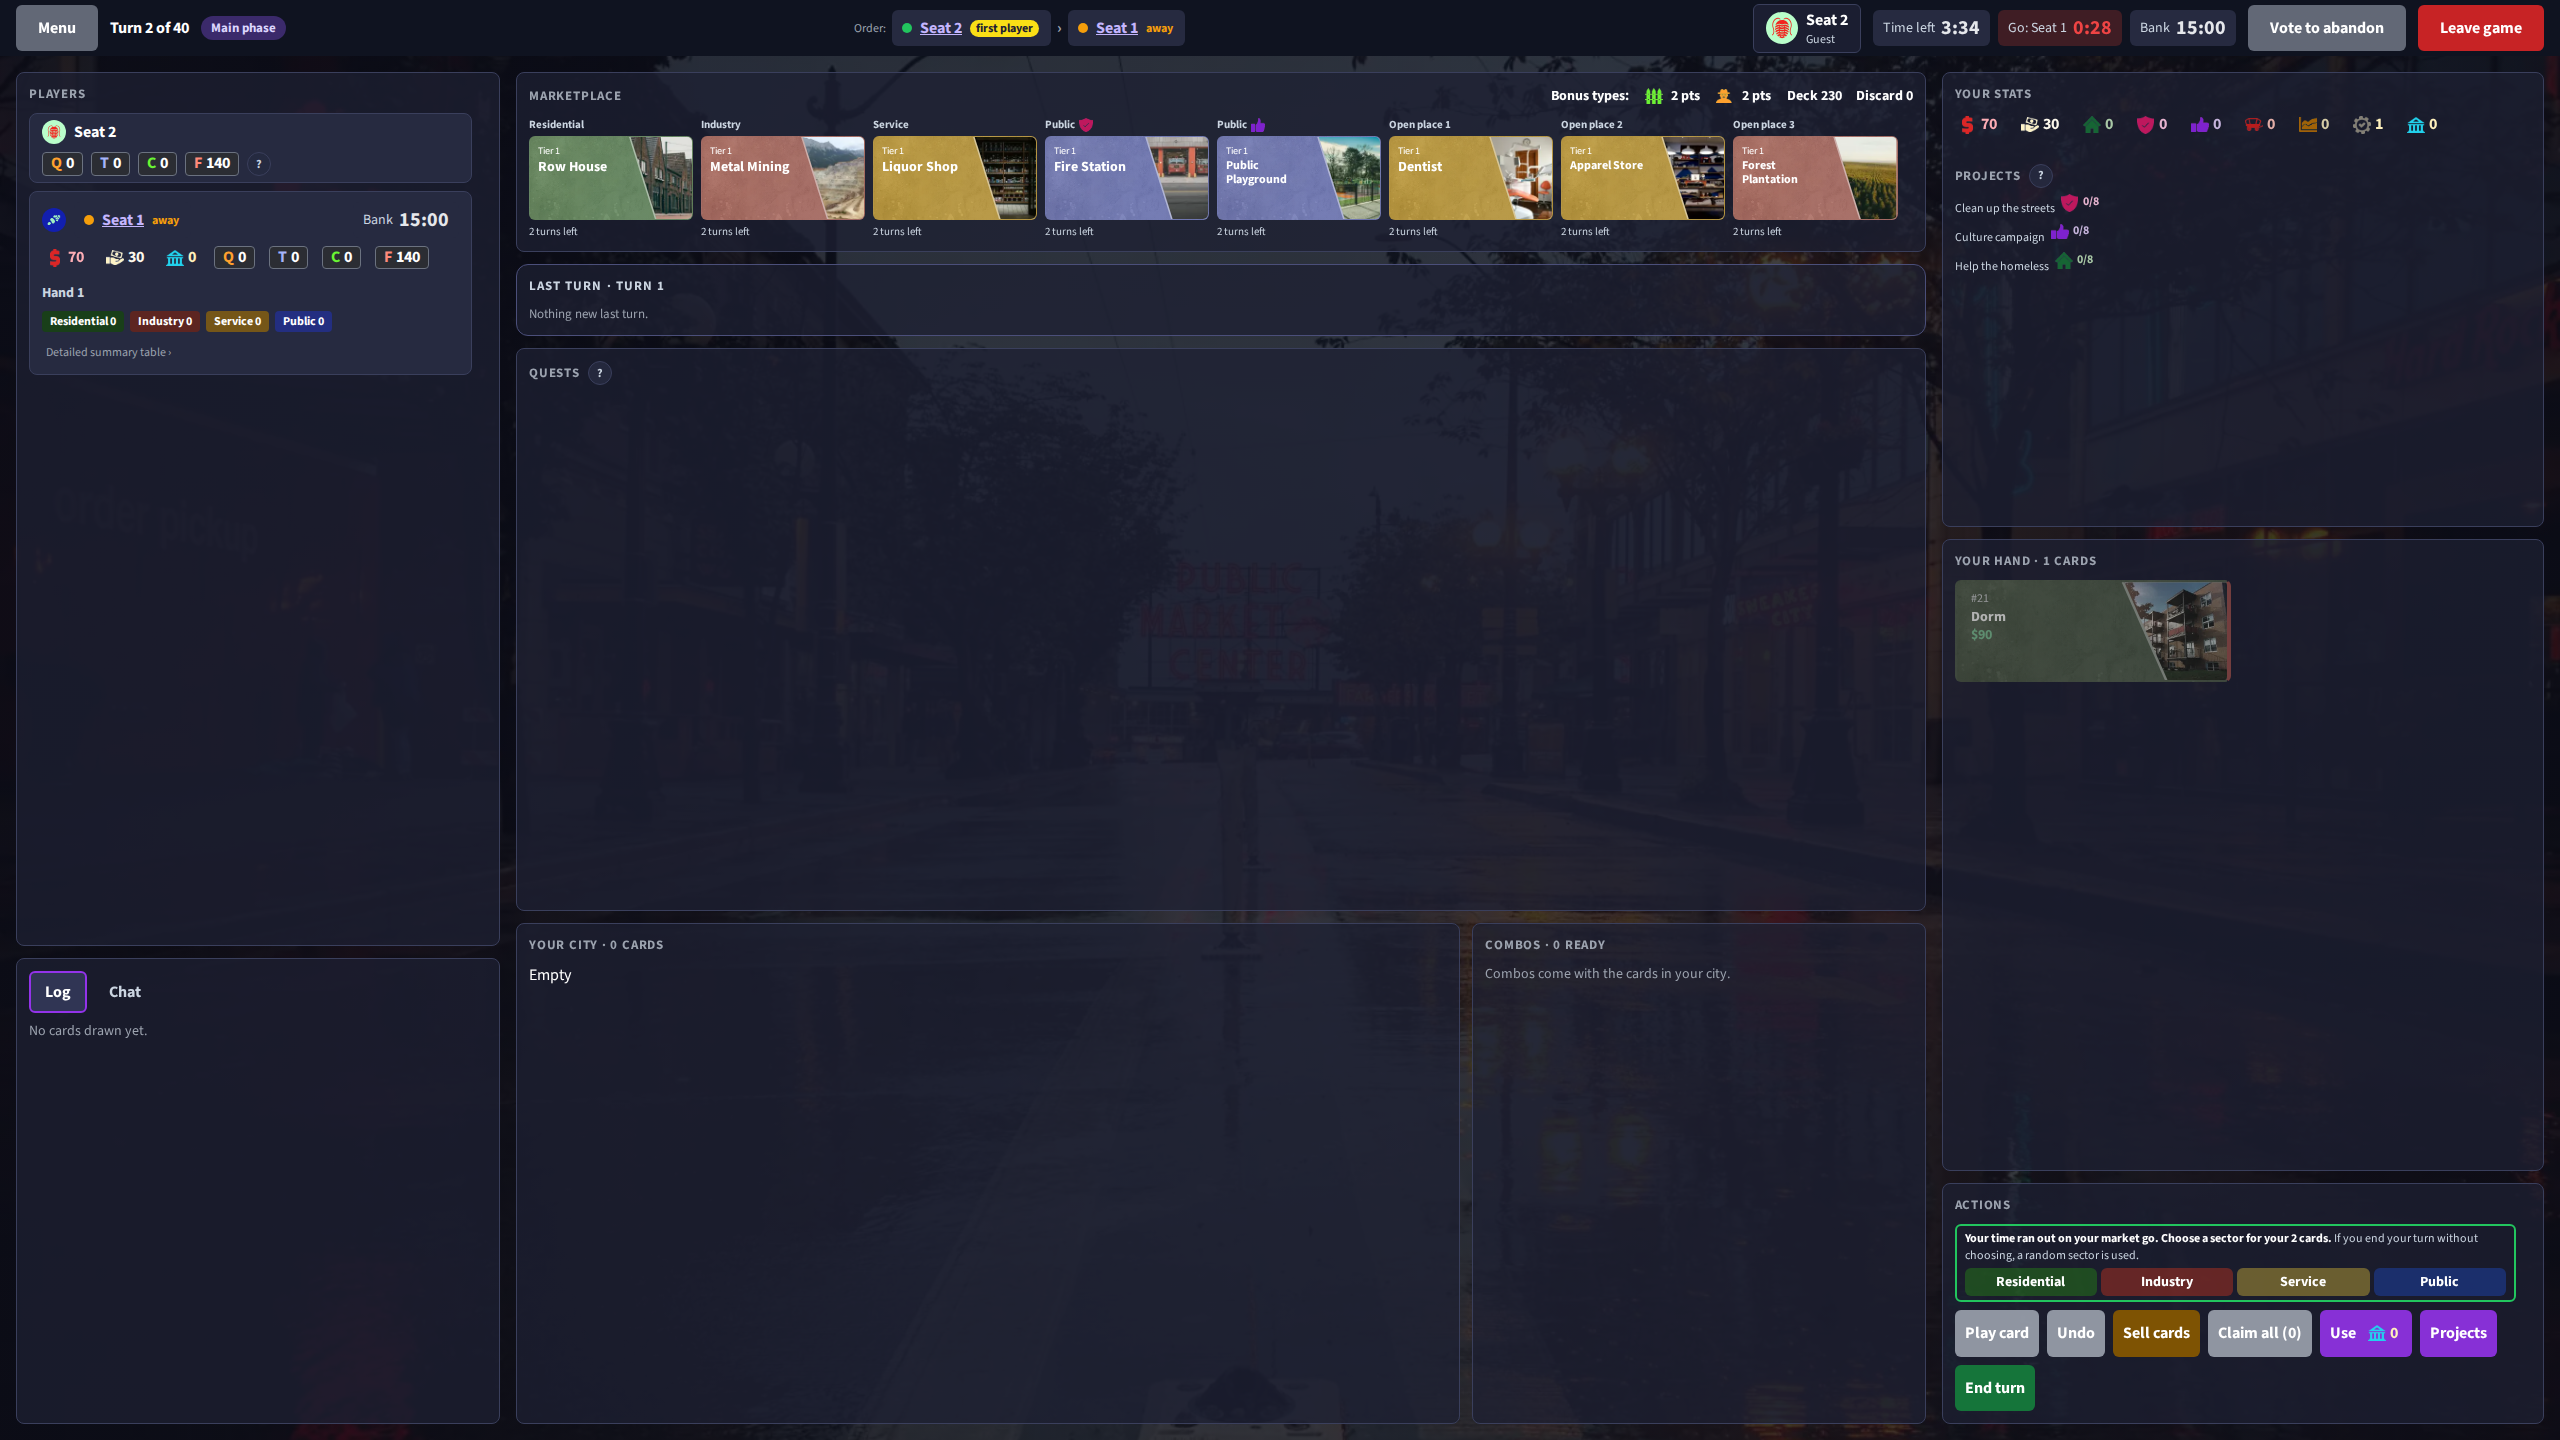 Menu
Turn 2 of 40
Main phase
Order:
Seat 2
first player
›
Seat 1
away
Seat 2
Guest
Time left 3:34
Go: Seat 1 0:28
Bank 15:00
Vote to abandon
Leave game
PLAYERS
Seat 2
Q 0
T 0
C 0
F 140
?
Seat 1
away
Bank 15:00
70
30
0
Q 0
T 0
C 0
F 140
Hand 1
Residential 0
Industry 0
Service 0
Public 0
Detailed summary table ›
order pickup
Log
Chat
No cards drawn yet.
MARKETPLACE
Bonus types:
2 pts
2 pts
Deck 230
Discard 0
Residential
Tier 1
Row House
2 turns left
Industry
Tier 1
Metal Mining
2 turns left
Service
Tier 1
Liquor Shop
2 turns left
Public
Tier 1
Fire Station
2 turns left
Public
Tier 1
Public
Playground
2 turns left
Open place 1
Tier 1
Dentist
2 turns left
Open place 2
Tier 1
Apparel Store
2 turns left
Open place 3
Tier 1
Forest
Plantation
2 turns left
LAST TURN · TURN 1
Nothing new last turn.
QUESTS
?
PUBLIC
MARKET
CENTER
SNEAKER
CITY
YOUR CITY · 0 CARDS
Empty
COMBOS · 0 READY
Combos come with the cards in your city.
YOUR STATS
70
30
0
0
0
0
0
1
0
PROJECTS
?
Clean up the streets 0/8
Culture campaign 0/8
Help the homeless 0/8
YOUR HAND · 1 CARDS
#21
Dorm
$90
ACTIONS
Your time ran out on your market go. Choose a sector for your 2 cards. If you end your turn without
choosing, a random sector is used.
Residential
Industry
Service
Public
Play card
Undo
Sell cards
Claim all (0)
Use 0
Projects
End turn